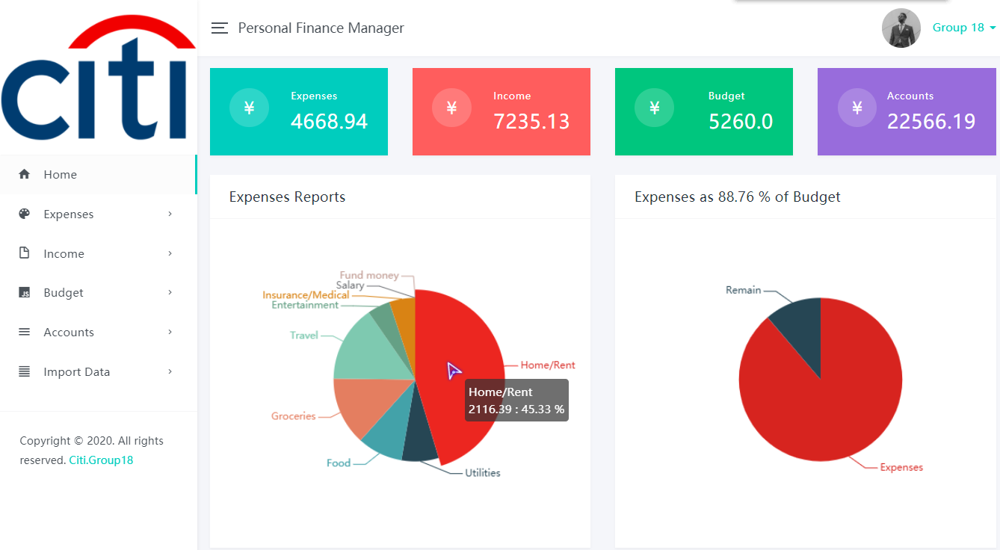 citi
Personal Finance Manager
Group 18
Home
Expenses
Income
JS
Budget
Accounts
Import Data
Copyright © 2020. All rights
reserved. Citi.Group18
¥
Expenses
4668.94
¥
Income
7235.13
¥
Budget
5260.0
¥
Accounts
22566.19
Expenses Reports
Fund money
Salary
Insurance/Medical
Entertainment
Travel
Groceries
Food
Utilities
Home/Rent
Home/Rent
2116.39 : 45.33 %
Expenses as 88.76 % of Budget
Remain
Expenses